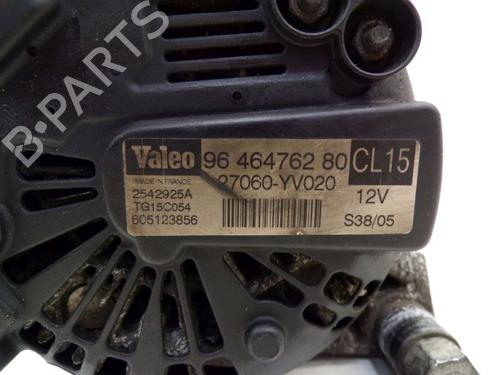 B-PARTS
Valeo 96 464762 80 CL15
MADE IN FRANCE 27060-YV020
2542925A 12V
TG15C054
605123856 S38/05